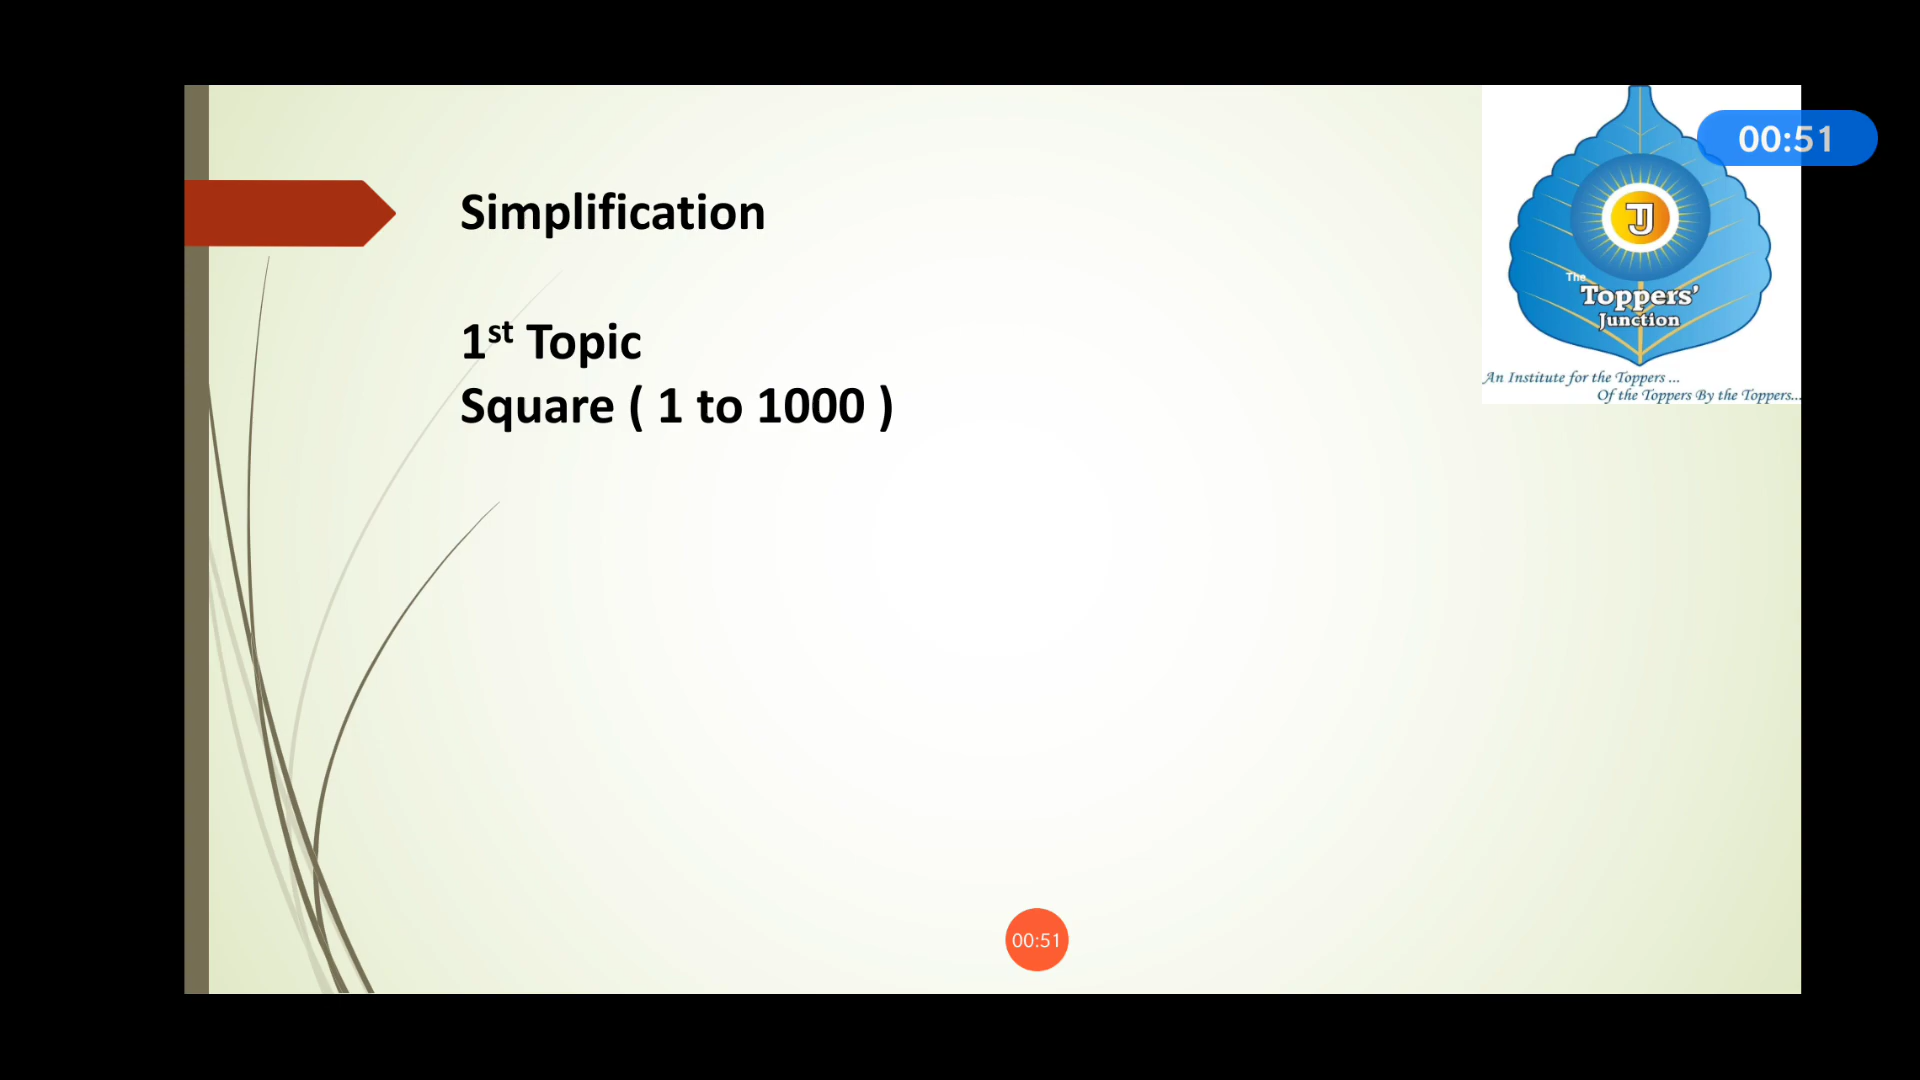 Simplification
1st Topic
Square ( 1 to 1000 )
00:51
TJ
The
Toppers'
Junction
An Institute for the Toppers ...
Of the Toppers By the Toppers...
00:51